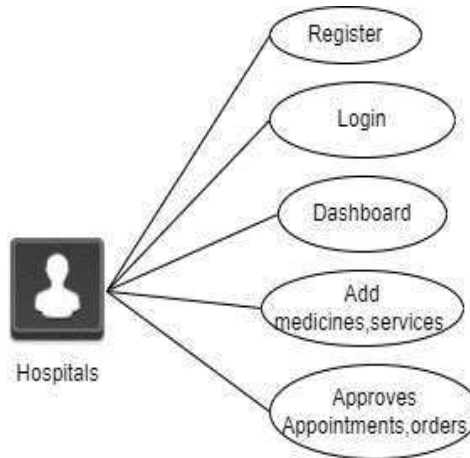 Register
Login
Dashboard
Add
medicines,services
Approves
Appointments,orders
Hospitals